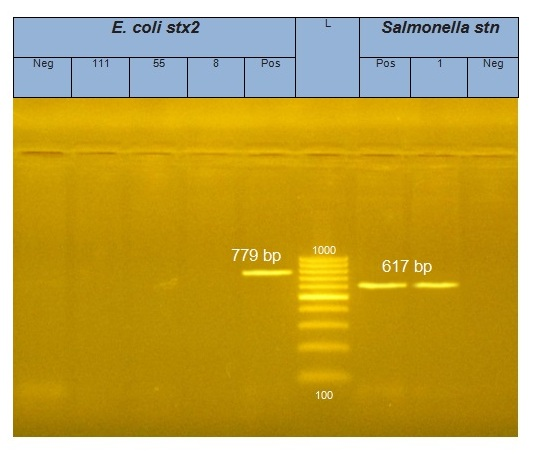 E. coli stx2 L Salmonella stn
Neg 111 55 8 Pos Pos 1 Neg
1000
779 bp
617 bp
100